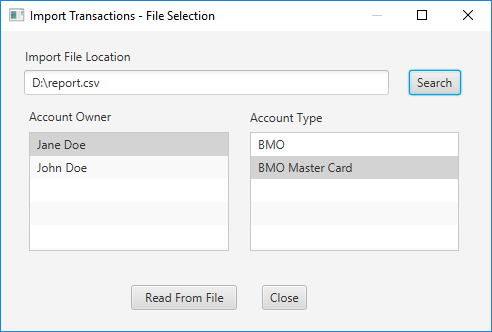 Import Transactions - File Selection
Import File Location
D:\report.csv
Search
Account Owner
Account Type
Jane Doe
BMO
John Doe
BMO Master Card
Read From File
Close